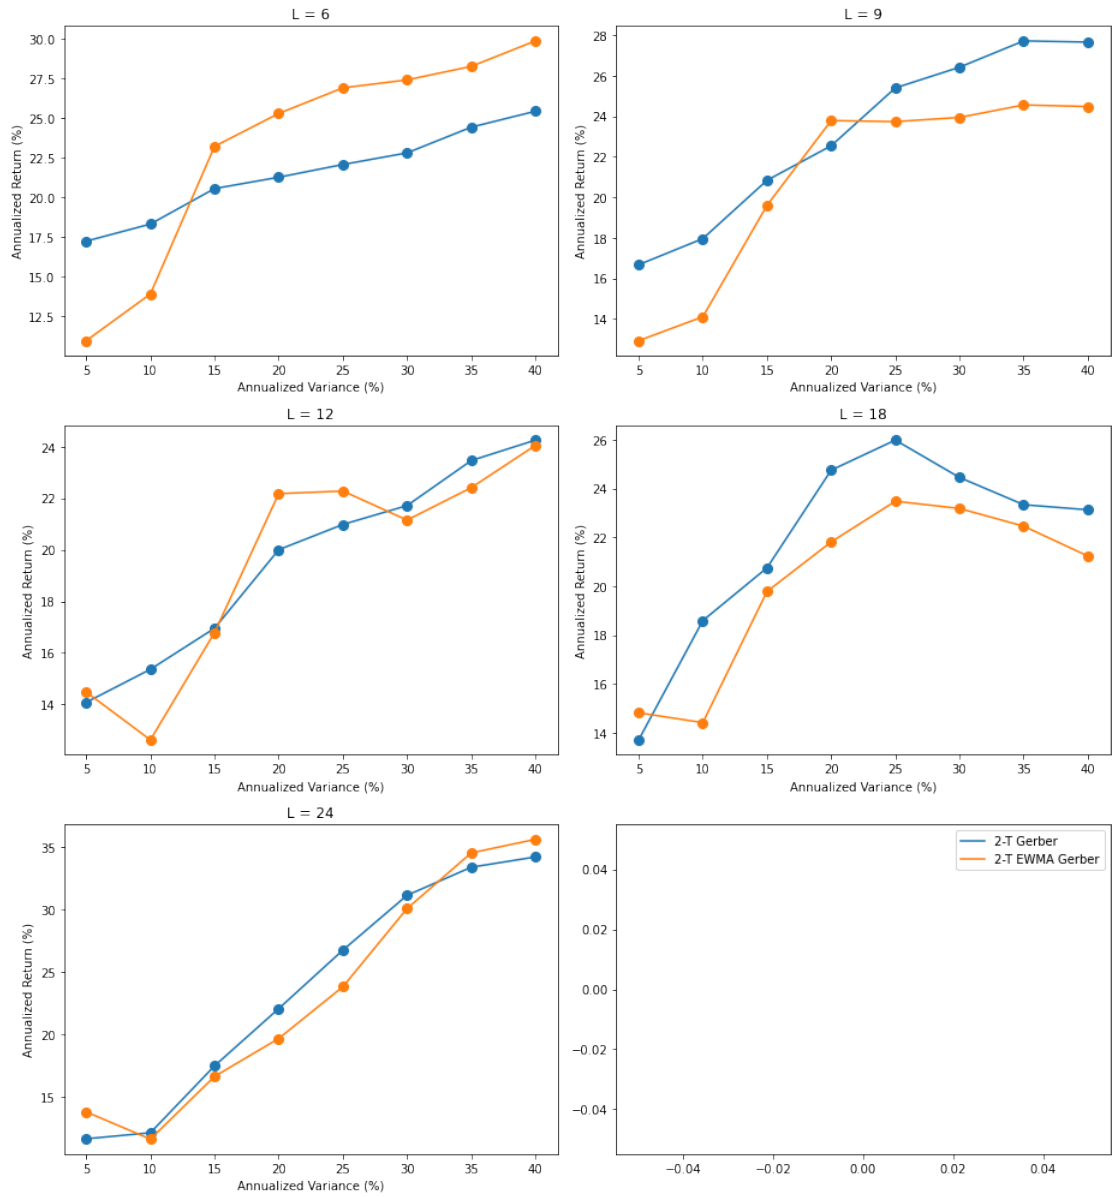 L = 6
Annualized Return (%)
30.0
27.5
25.0
22.5
20.0
17.5
15.0
12.5
5 10 15 20 25 30 35 40
Annualized Variance (%)
L = 9
Annualized Return (%)
28
26
24
22
20
18
16
14
5 10 15 20 25 30 35 40
Annualized Variance (%)
L = 12
Annualized Return (%)
24
22
20
18
16
14
5 10 15 20 25 30 35 40
Annualized Variance (%)
L = 18
Annualized Return (%)
26
24
22
20
18
16
14
5 10 15 20 25 30 35 40
Annualized Variance (%)
L = 24
Annualized Return (%)
35
30
25
20
15
5 10 15 20 25 30 35 40
Annualized Variance (%)
2-T Gerber
2-T EWMA Gerber
0.04
0.02
0.00
−0.02
−0.04
−0.04 −0.02 0.00 0.02 0.04